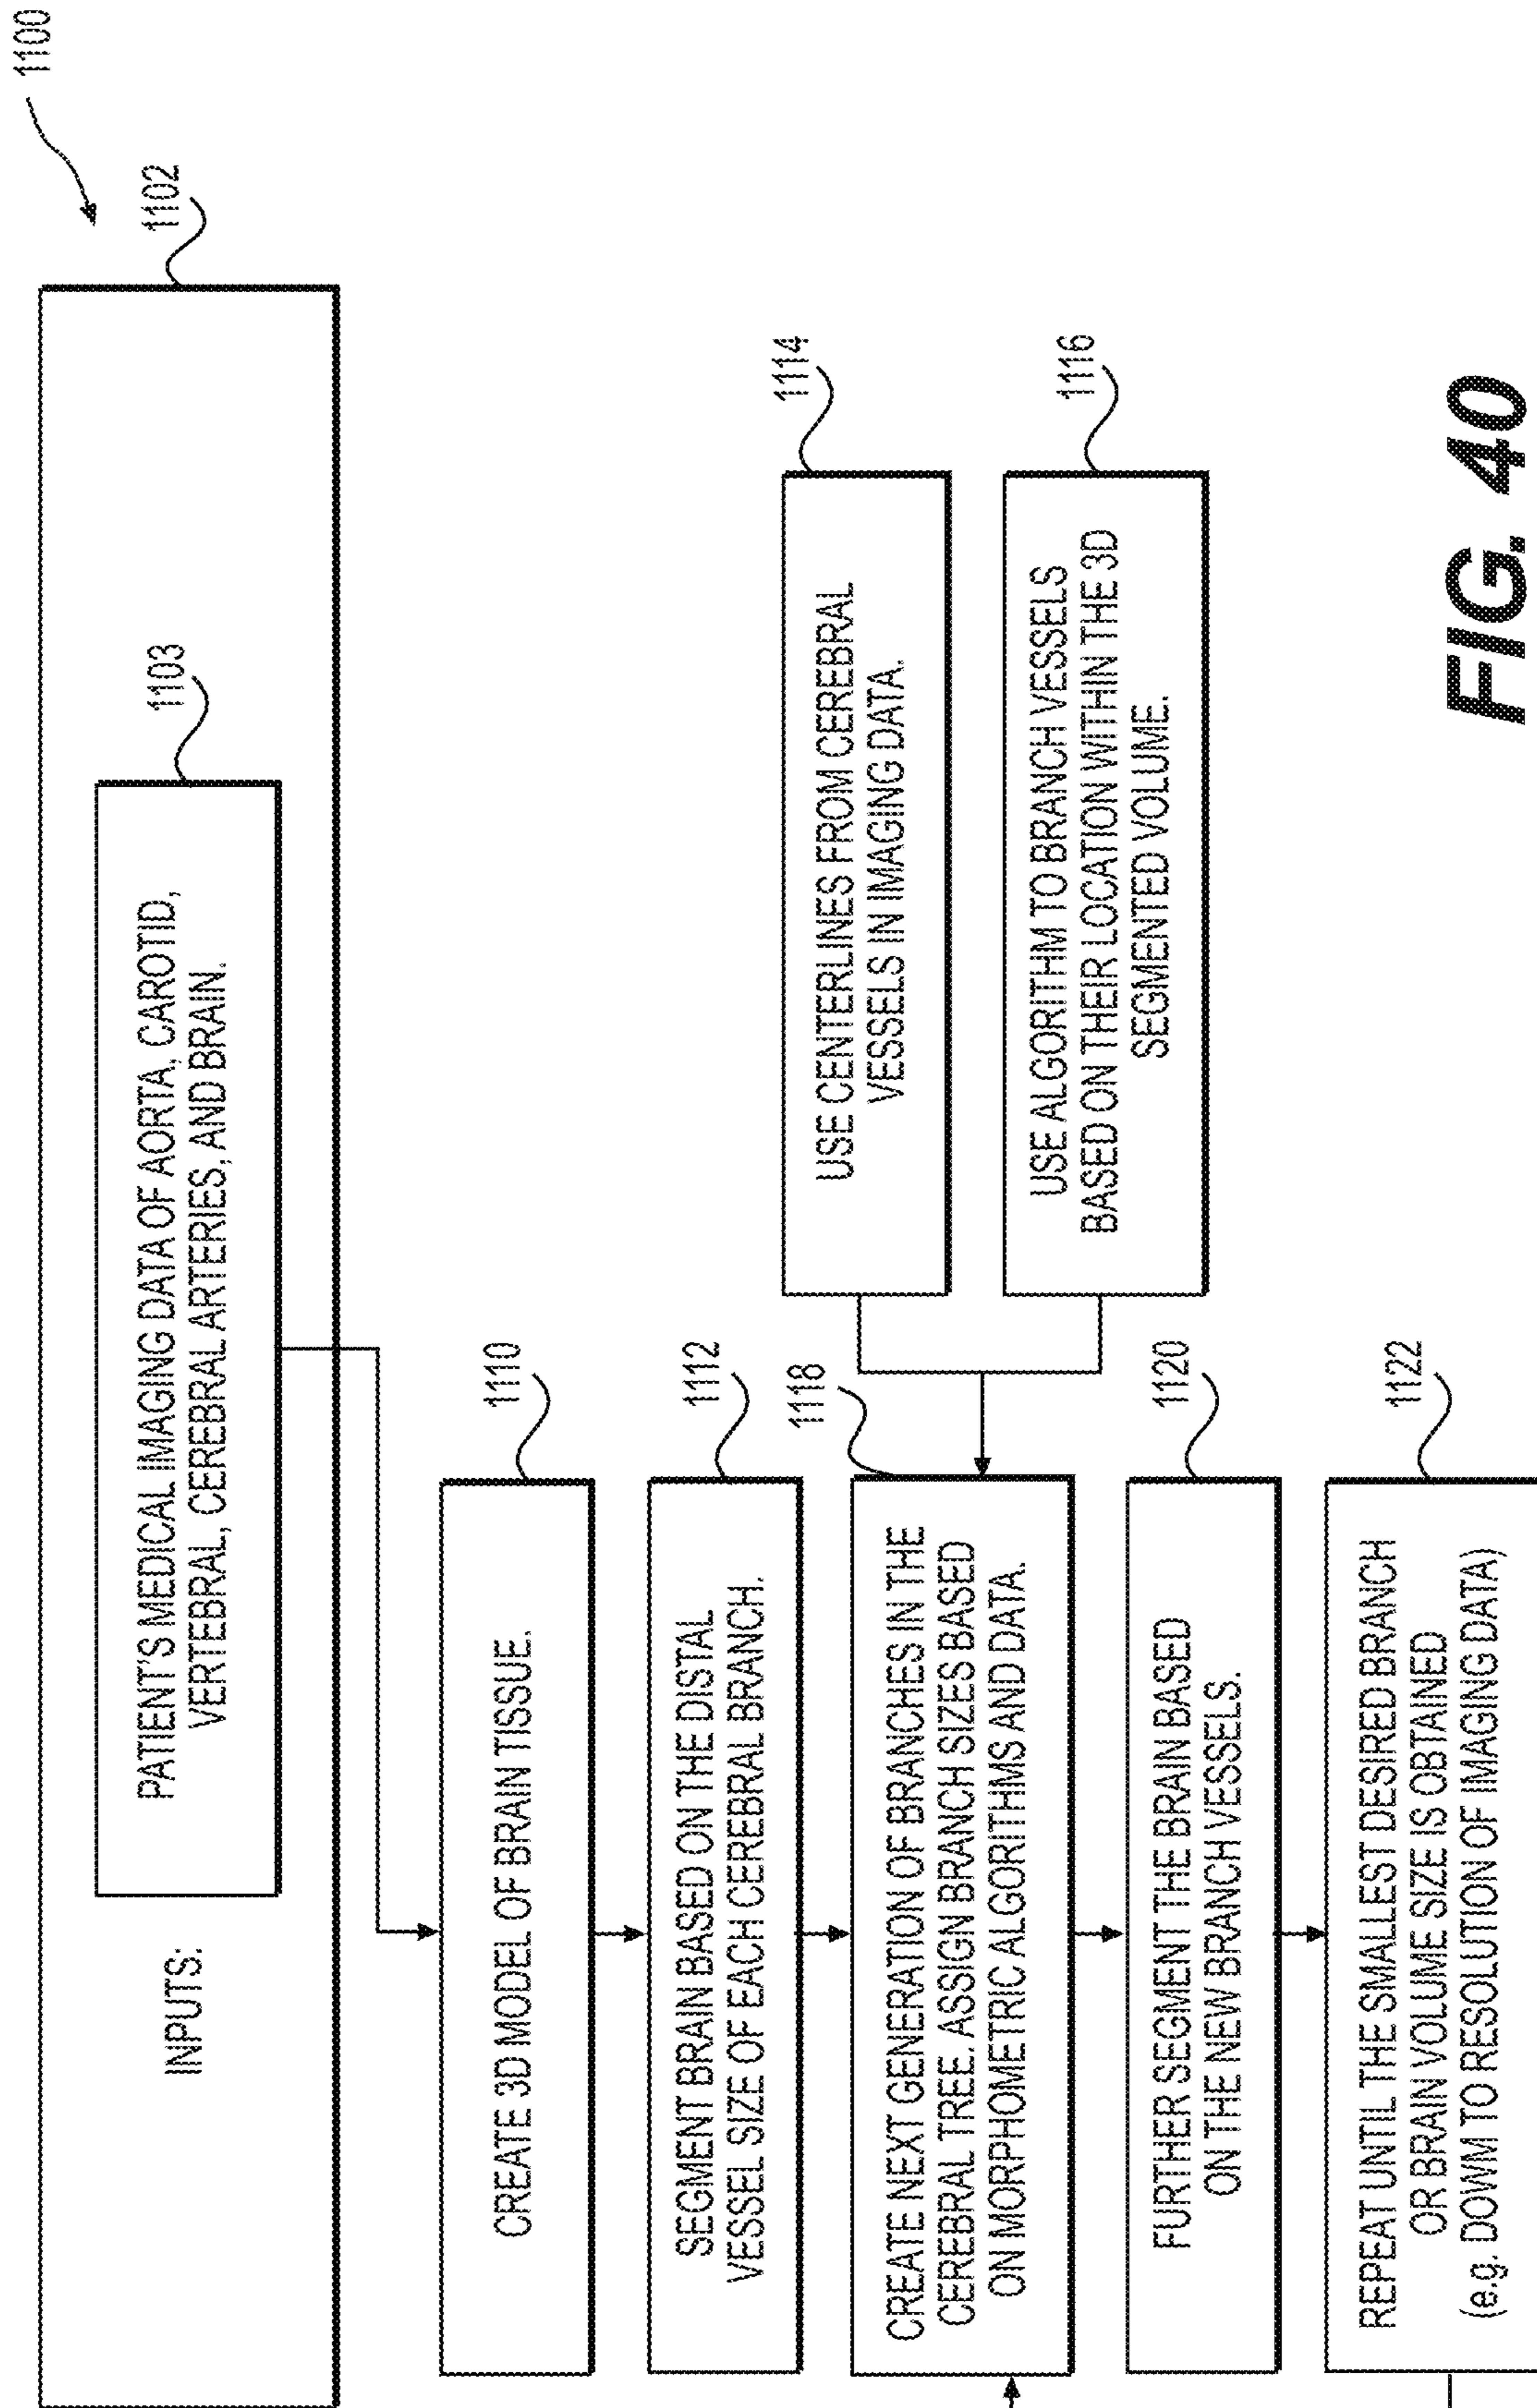 1100
1102
1103
INPUTS:
PATIENT'S MEDICAL IMAGING DATA OF AORTA, CAROTID,
VERTEBRAL, CEREBRAL ARTERIES, AND BRAIN.
1110
CREATE 3D MODEL OF BRAIN TISSUE.
1112
SEGMENT BRAIN BASED ON THE DISTAL
VESSEL SIZE OF EACH CEREBRAL BRANCH.
1114
USE CENTERLINES FROM CEREBRAL
VESSELS IN IMAGING DATA.
1118
CREATE NEXT GENERATION OF BRANCHES IN THE
CEREBRAL TREE. ASSIGN BRANCH SIZES BASED
ON MORPHOMETRIC ALGORITHMS AND DATA.
1116
USE ALGORITHM TO BRANCH VESSELS
BASED ON THEIR LOCATION WITHIN THE 3D
SEGMENTED VOLUME.
1120
FURTHER SEGMENT THE BRAIN BASED
ON THE NEW BRANCH VESSELS.
1122
REPEAT UNTIL THE SMALLEST DESIRED BRANCH
OR BRAIN VOLUME SIZE IS OBTAINED
(e.g. DOWM TO RESOLUTION OF IMAGING DATA)
FIG. 40